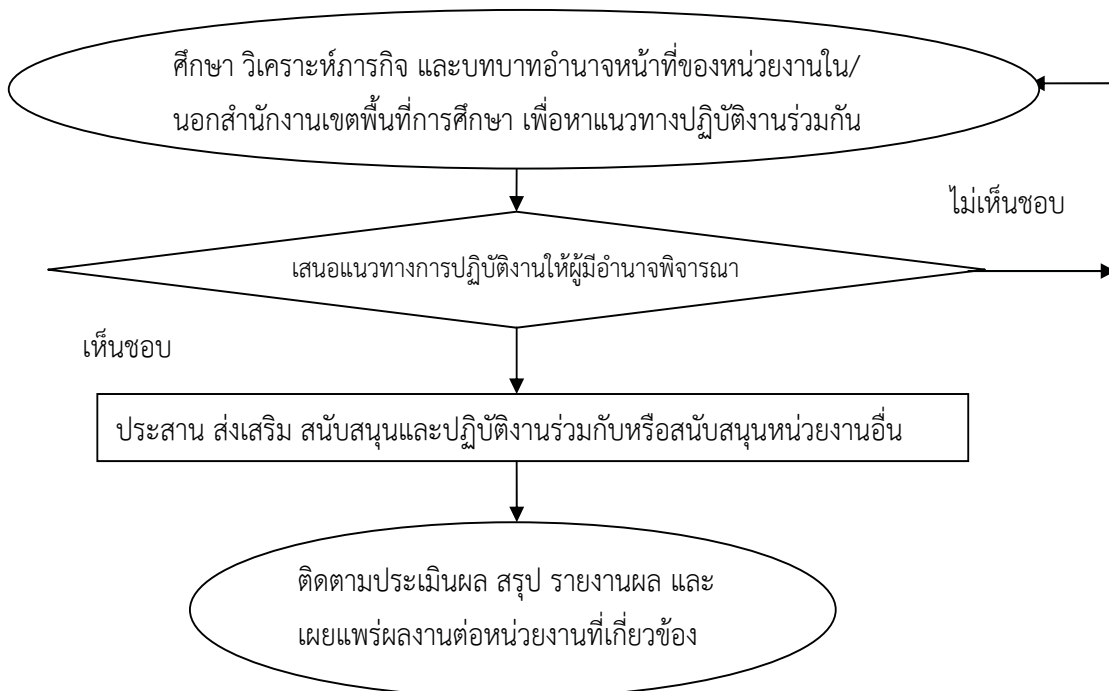 ศึกษา วิเคราะห์ภารกิจ และบทบาทอำนาจหน้าที่ของหน่วยงานใน/
นอกสำนักงานเขตพื้นที่การศึกษา เพื่อหาแนวทางปฏิบัติงานร่วมกัน
ไม่เห็นชอบ
เสนอแนวทางการปฏิบัติงานให้ผู้มีอำนาจพิจารณา
เห็นชอบ
ประสาน ส่งเสริม สนับสนุนและปฏิบัติงานร่วมกับหรือสนับสนุนหน่วยงานอื่น
ติดตามประเมินผล สรุป รายงานผล และ
เผยแพร่ผลงานต่อหน่วยงานที่เกี่ยวข้อง